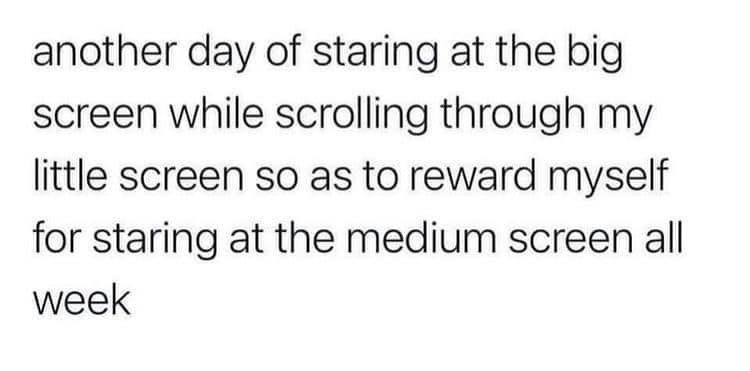 another day of staring at the big
screen while scrolling through my
little screen so as to reward myself
for staring at the medium screen all
week